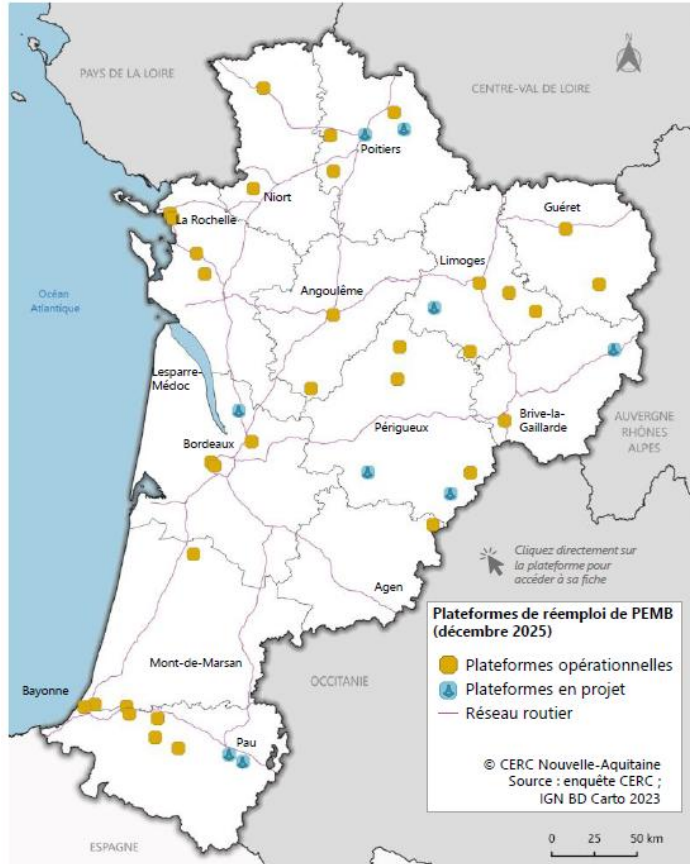 N
PAYS DE LA LOIRE
CENTRE-VAL DE LOIRE
Poitiers
Niort
La Rochelle
Guéret
Limoges
Océan
Atlantique
Angoulême
Lesparre-
Médoc
Brive-la-
Gaillarde
Périgueux
AUVERGNE
RHÔNES
ALPES
Bordeaux
Cliquez directement sur
la plateforme pour
accéder à sa fiche
Agen
Mont-de-Marsan
OCCITANIE
Bayonne
Pau
ESPAGNE
Plateformes de réemploi de PEMB
(décembre 2025)
Plateformes opérationnelles
Plateformes en projet
Réseau routier
© CERC Nouvelle-Aquitaine
Source : enquête CERC ;
IGN BD Carto 2023
0 25 50 km